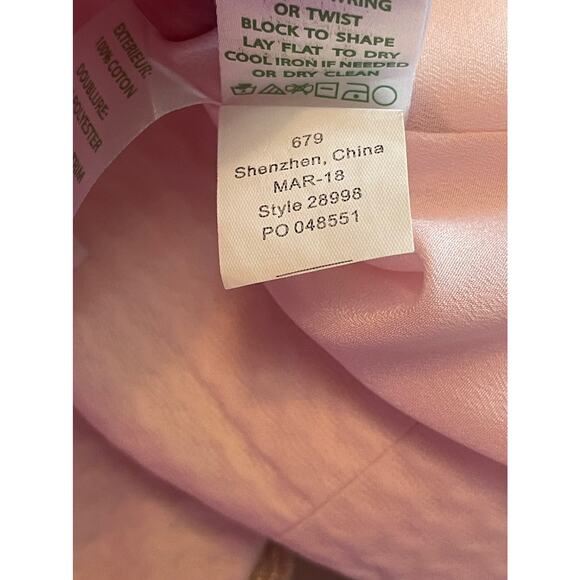 WRING
OR TWIST
BLOCK TO SHAPE
LAY FLAT TO DRY
COOL IRON IF NEEDED
OR DRY CLEAN
EXTERIEUR:
100% COTON
DOUBLURE:
POLYESTER
679
Shenzhen, China
MAR-18
Style 28998
PO 048551